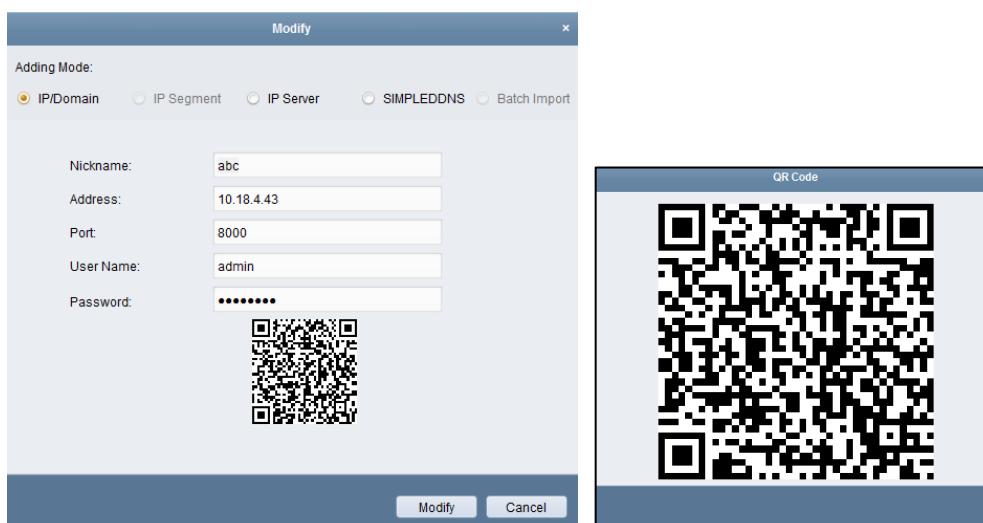 Modify ×
Adding Mode:
IP/Domain IP Segment IP Server SIMPLEDDNS Batch Import
Nickname: abc
Address: 10.18.4.43
Port: 8000
User Name: admin
Password: ●●●●●●●●
Modify Cancel
QR Code